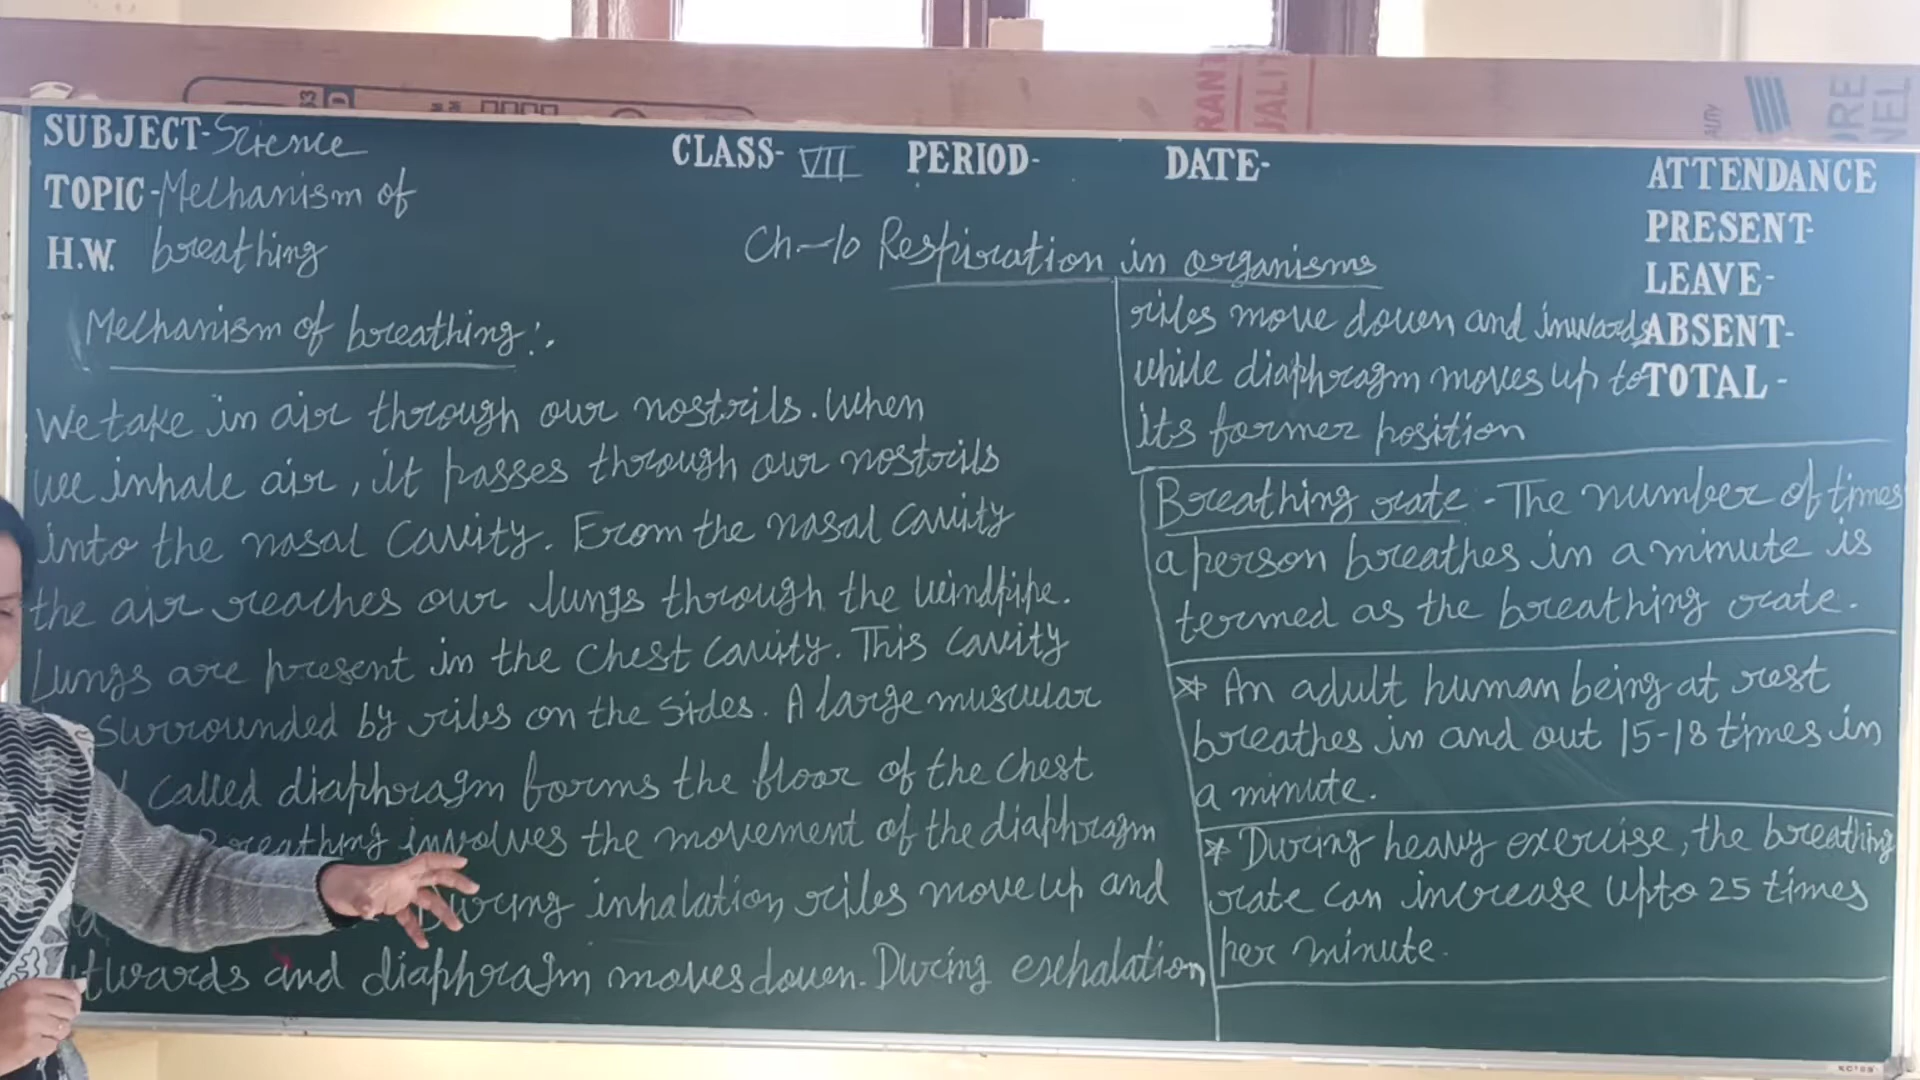 SUBJECT-Science
TOPIC-Mechanism of
H.W. breathing
CLASS- VII PERIOD- DATE-
ATTENDANCE
PRESENT-
LEAVE-
ABSENT-
TOTAL-
Ch.-10 Respiration in organisms
Mechanism of breathing:-
We take in air through our nostrils. When
we inhale air, it passes through our nostrils
into the nasal cavity. From the nasal cavity
the air reaches our lungs through the windpipe.
Lungs are present in the chest cavity. This cavity
surrounded by ribs on the sides. A large muscular
called diaphragm forms the floor of the chest
Breathing involves the movement of the diaphragm
During inhalation, ribs move up and
and diaphragm moves down. During exhalation
ribs move down and inwards
while diaphragm moves up to
its former position
Breathing rate - The number of times
a person breathes in a minute is
termed as the breathing rate.
* An adult human being at rest
breathes in and out 15-18 times in
a minute.
* During heavy exercise, the breathing
rate can increase upto 25 times
per minute.